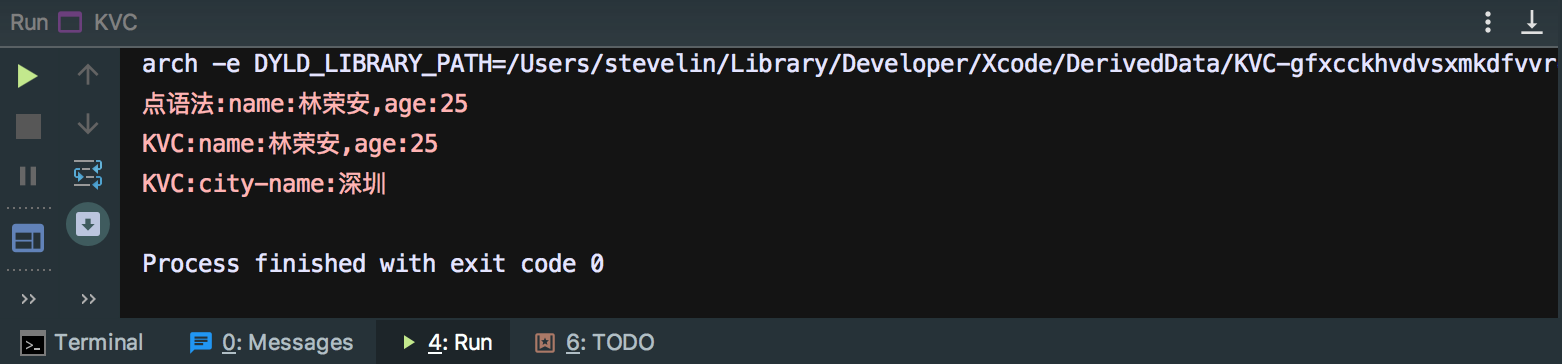 Run KVC
arch -e DYLD_LIBRARY_PATH=/Users/stevelin/Library/Developer/Xcode/DerivedData/KVC-gfxcckhvdvsxmkdfvvr
点语法:name:林荣安,age:25
KVC:name:林荣安,age:25
KVC:city-name:深圳
Process finished with exit code 0
Terminal 0: Messages 4: Run 6: TODO